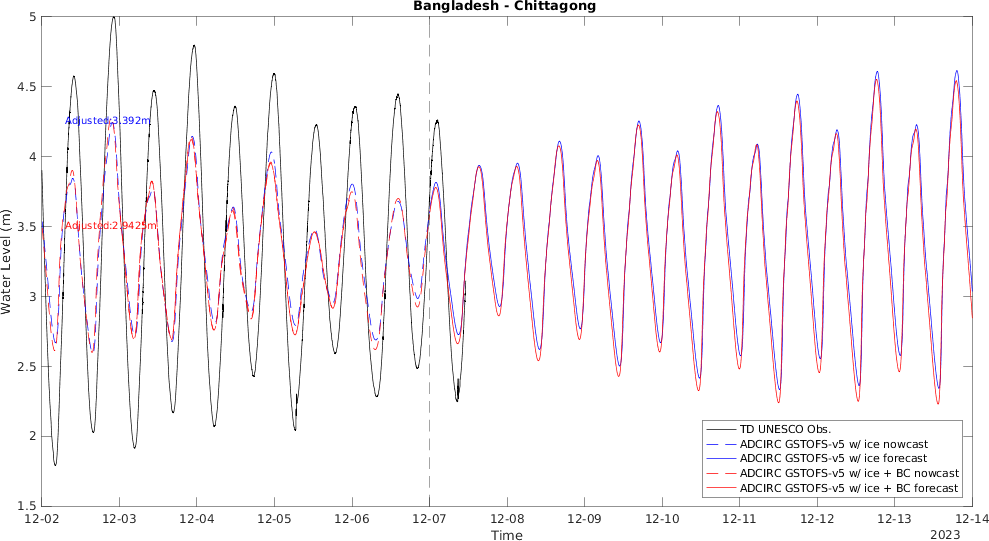 Bangladesh - Chittagong
Water Level (m)
5
4.5
4
3.5
3
2.5
2
1.5
Adjusted:3.392m
Adjusted:2.9425m
TD UNESCO Obs.
ADCIRC GSTOFS-v5 w/ ice nowcast
ADCIRC GSTOFS-v5 w/ ice forecast
ADCIRC GSTOFS-v5 w/ ice + BC nowcast
ADCIRC GSTOFS-v5 w/ ice + BC forecast
12-02 12-03 12-04 12-05 12-06 12-07 12-08 12-09 12-10 12-11 12-12 12-13 12-14
Time
2023